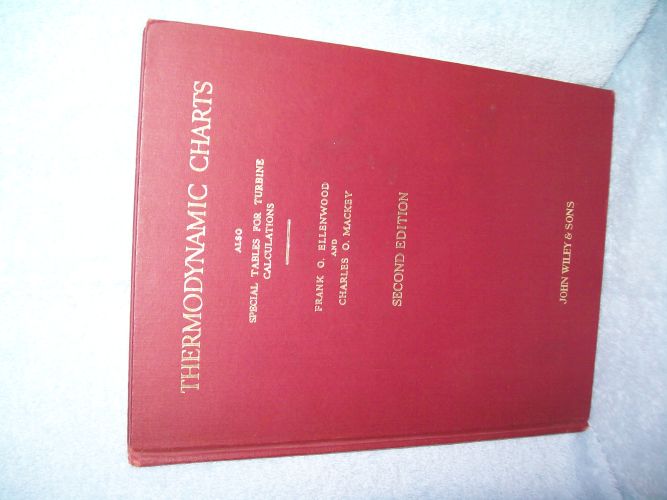 THERMODYNAMIC CHARTS
ALSO
SPECIAL TABLES FOR TURBINE
CALCULATIONS
FRANK O. ELLENWOOD
AND
CHARLES O. MACKEY
SECOND EDITION
JOHN WILEY & SONS